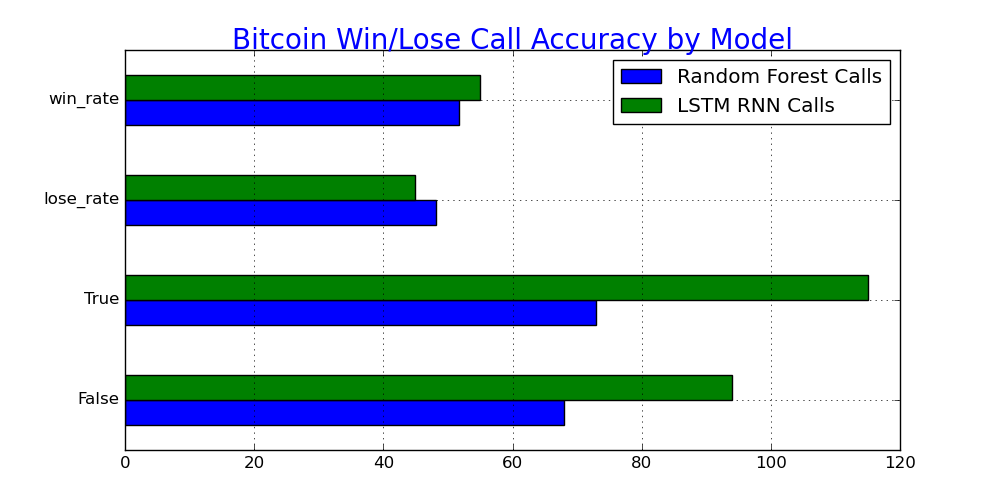 Bitcoin Win/Lose Call Accuracy by Model
Random Forest Calls
LSTM RNN Calls
win_rate
lose_rate
True
False
0 20 40 60 80 100 120